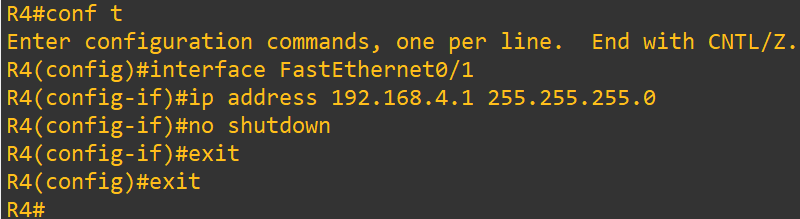 R4#conf t
Enter configuration commands, one per line.  End with CNTL/Z.
R4(config)#interface FastEthernet0/1
R4(config-if)#ip address 192.168.4.1 255.255.255.0
R4(config-if)#no shutdown
R4(config-if)#exit
R4(config)#exit
R4#